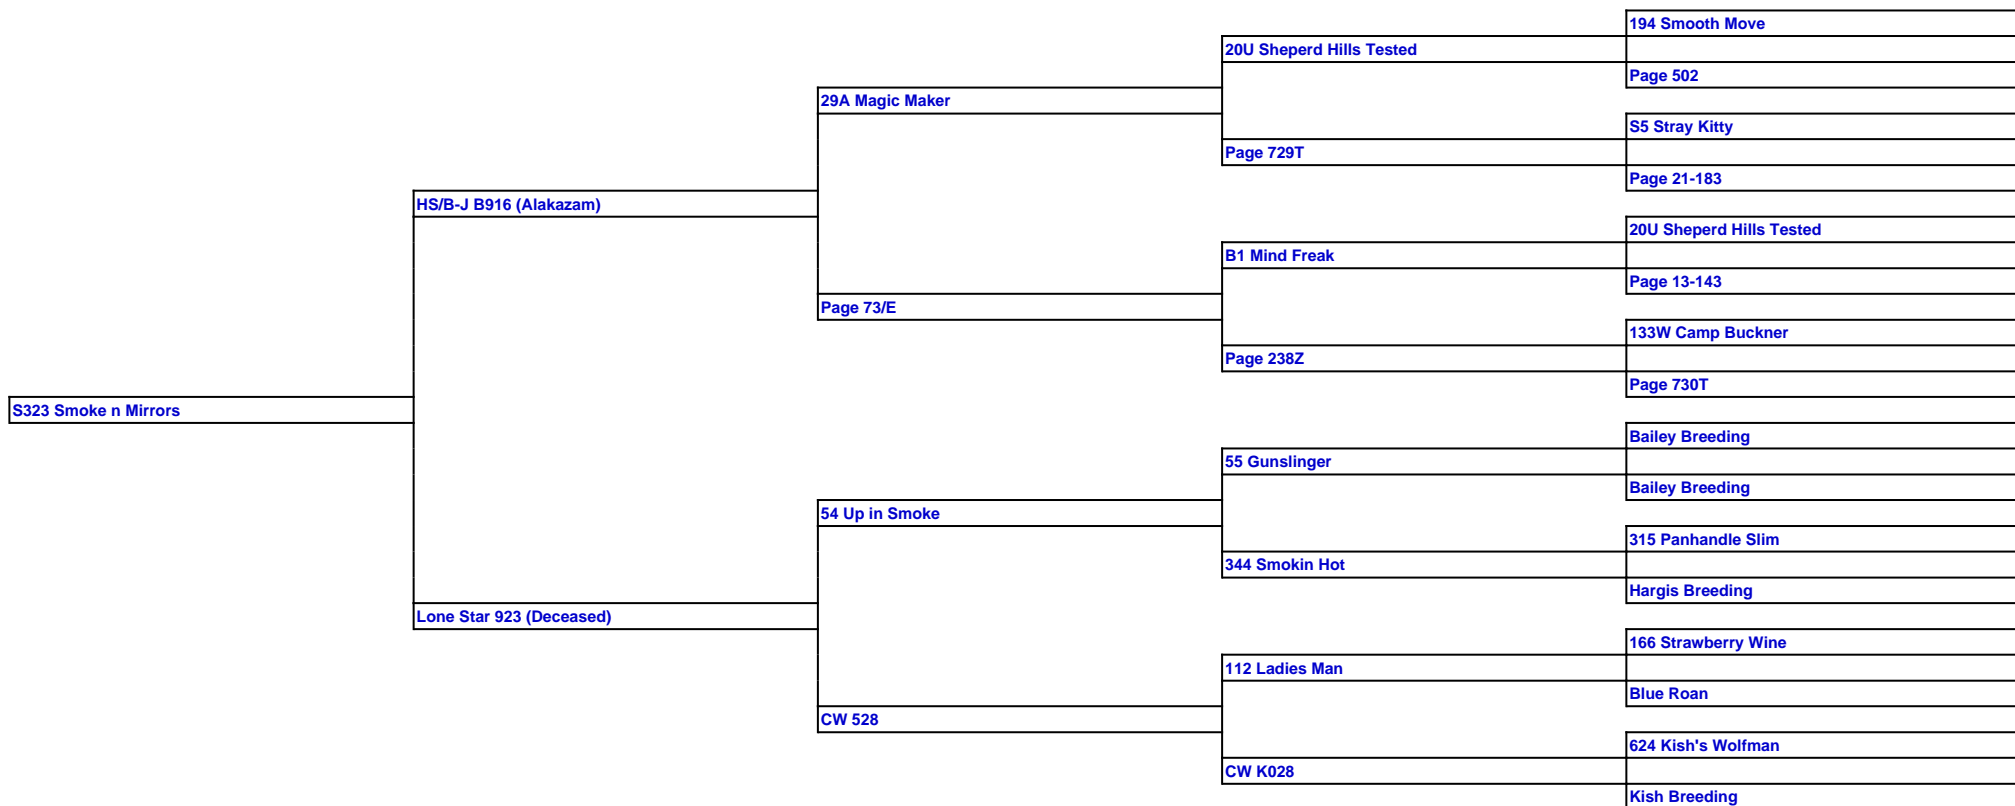 194 Smooth Move
20U Sheperd Hills Tested
Page 502
29A Magic Maker
S5 Stray Kitty
Page 729T
Page 21-183
HS/B-J B916 (Alakazam)
20U Sheperd Hills Tested
B1 Mind Freak
Page 13-143
Page 73/E
133W Camp Buckner
Page 238Z
Page 730T
S323 Smoke n Mirrors
Bailey Breeding
55 Gunslinger
Bailey Breeding
54 Up in Smoke
315 Panhandle Slim
344 Smokin Hot
Hargis Breeding
Lone Star 923 (Deceased)
166 Strawberry Wine
112 Ladies Man
Blue Roan
CW 528
624 Kish's Wolfman
CW K028
Kish Breeding